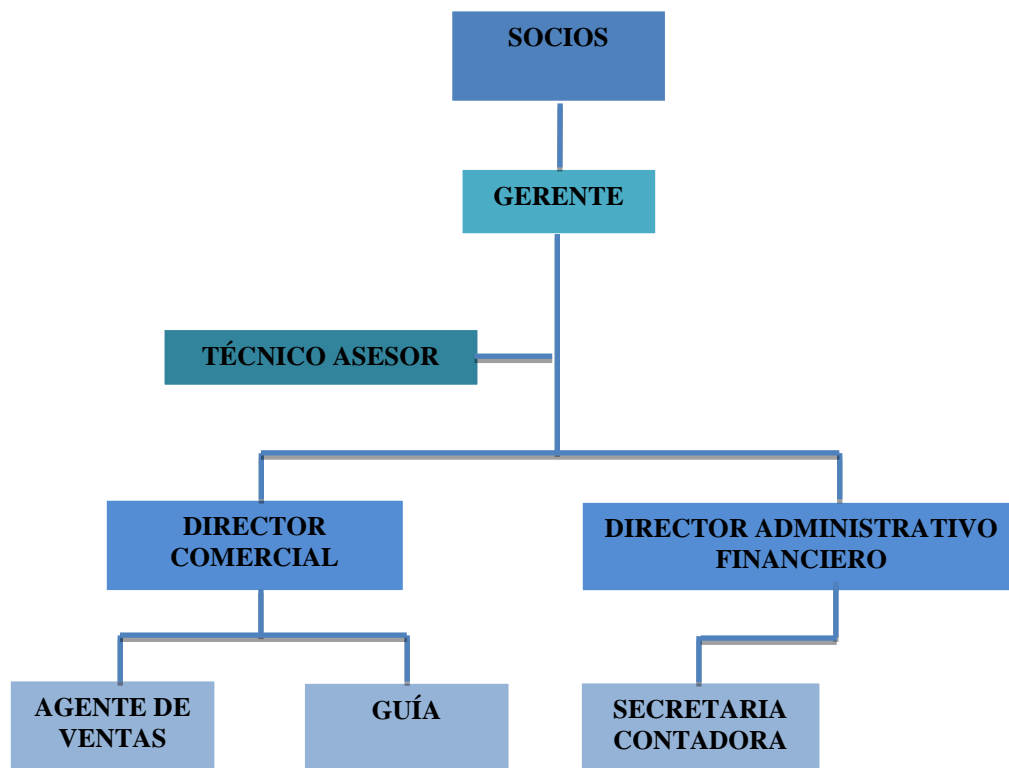 SOCIOS
GERENTE
TÉCNICO ASESOR
DIRECTOR
COMERCIAL
DIRECTOR ADMINISTRATIVO
FINANCIERO
AGENTE DE
VENTAS
GUÍA
SECRETARIA
CONTADORA